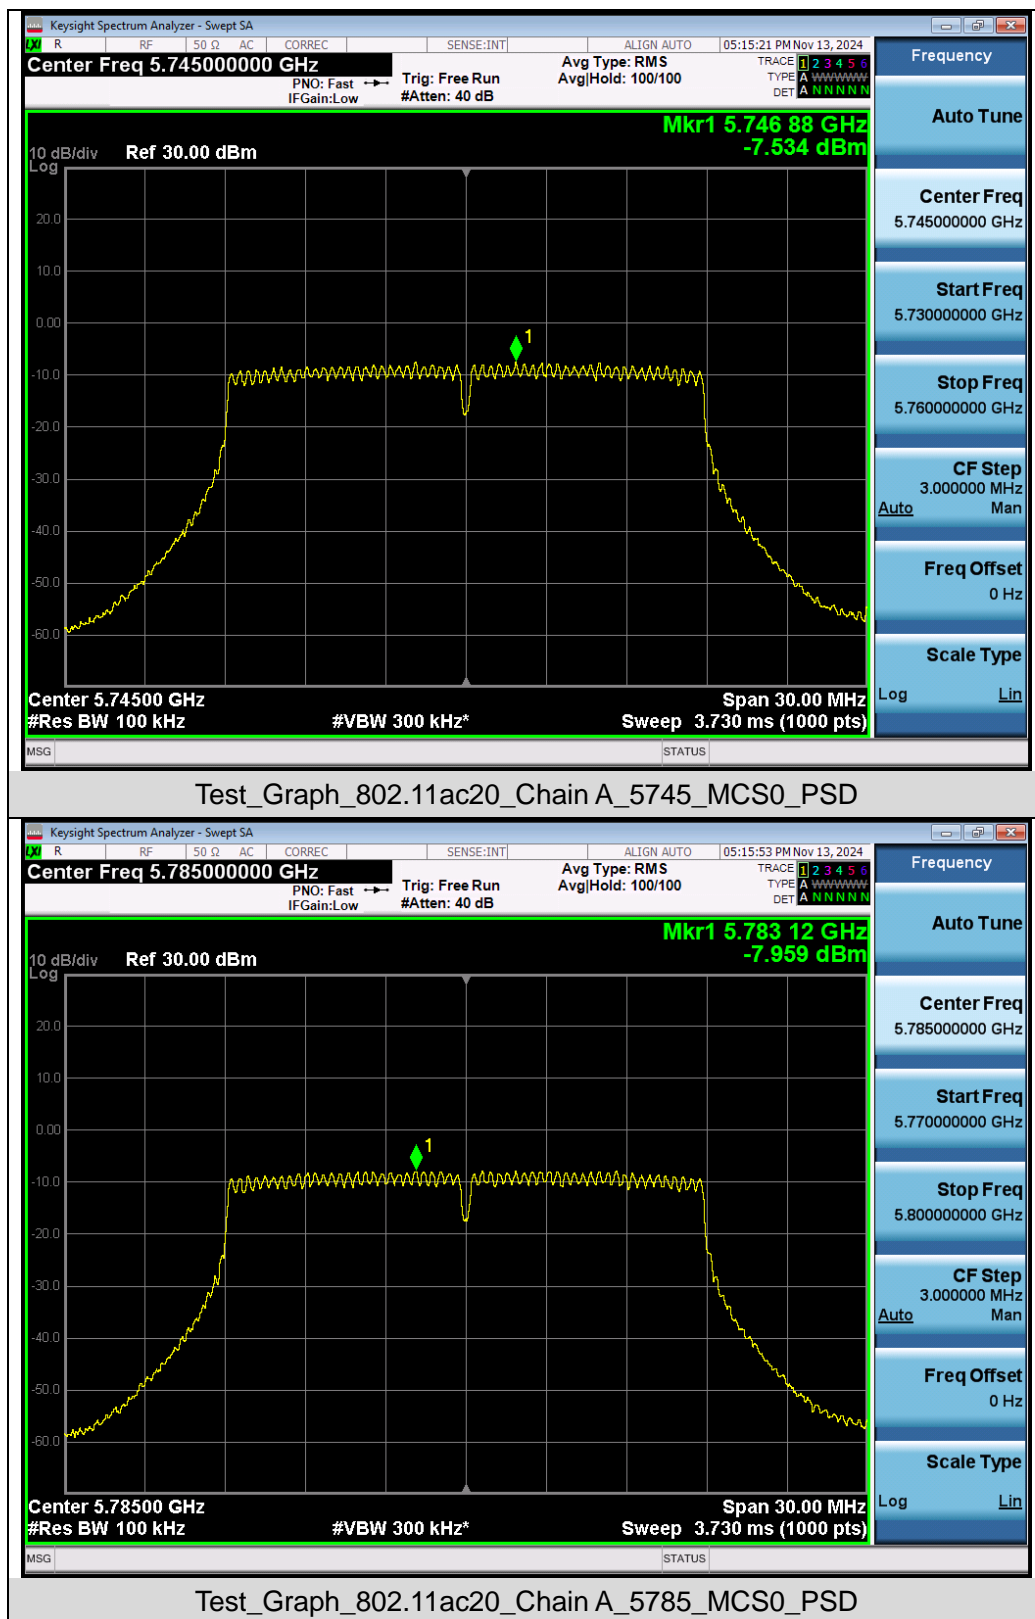 Keysight Spectrum Analyzer - Swept SA
LXI R RF 50 Ω AC CORREC SENSE:INT ALIGN AUTO 05:15:21 PM Nov 13, 2024
Center Freq 5.745000000 GHz
PNO: Fast
IFGain:Low
Trig: Free Run
#Atten: 40 dB
Avg Type: RMS
Avg|Hold: 100/100
TRACE 1 2 3 4 5 6
TYPE A WWWWW
DET A N N N N N
Mkr1 5.746 88 GHz
-7.534 dBm
10 dB/div Ref 30.00 dBm
Log
20.0
10.0
0.00
1
-10.0
-20.0
-30.0
-40.0
-50.0
-60.0
Center 5.74500 GHz Span 30.00 MHz
#Res BW 100 kHz #VBW 300 kHz* Sweep 3.730 ms (1000 pts)
MSG STATUS
Frequency
Auto Tune
Center Freq
5.745000000 GHz
Start Freq
5.730000000 GHz
Stop Freq
5.760000000 GHz
CF Step
3.000000 MHz
Auto Man
Freq Offset
0 Hz
Scale Type
Log Lin
Test_Graph_802.11ac20_Chain A_5745_MCS0_PSD
Keysight Spectrum Analyzer - Swept SA
LXI R RF 50 Ω AC CORREC SENSE:INT ALIGN AUTO 05:15:53 PM Nov 13, 2024
Center Freq 5.785000000 GHz
PNO: Fast
IFGain:Low
Trig: Free Run
#Atten: 40 dB
Avg Type: RMS
Avg|Hold: 100/100
TRACE 1 2 3 4 5 6
TYPE A WWWWW
DET A N N N N N
Mkr1 5.783 12 GHz
-7.959 dBm
10 dB/div Ref 30.00 dBm
Log
20.0
10.0
0.00
1
-10.0
-20.0
-30.0
-40.0
-50.0
-60.0
Center 5.78500 GHz Span 30.00 MHz
#Res BW 100 kHz #VBW 300 kHz* Sweep 3.730 ms (1000 pts)
MSG STATUS
Frequency
Auto Tune
Center Freq
5.785000000 GHz
Start Freq
5.770000000 GHz
Stop Freq
5.800000000 GHz
CF Step
3.000000 MHz
Auto Man
Freq Offset
0 Hz
Scale Type
Log Lin
Test_Graph_802.11ac20_Chain A_5785_MCS0_PSD